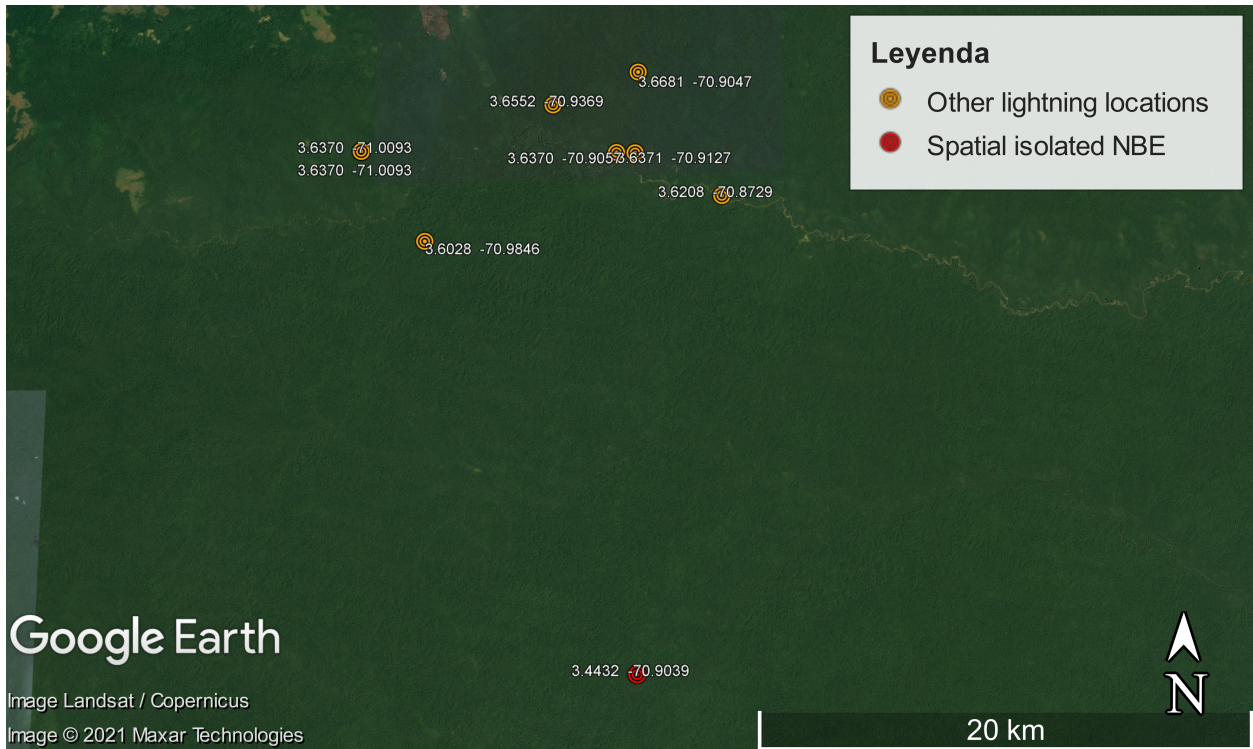 Leyenda
Other lightning locations
Spatial isolated NBE
3.6681 -70.9047
3.6552 -70.9369
3.6370 -71.0093
3.6370 -71.0093
3.6370 -70.9057
3.6371 -70.9127
3.6208 -70.8729
3.6028 -70.9846
3.4432 -70.9039
Google Earth
Image Landsat / Copernicus
Image © 2021 Maxar Technologies
N
20 km